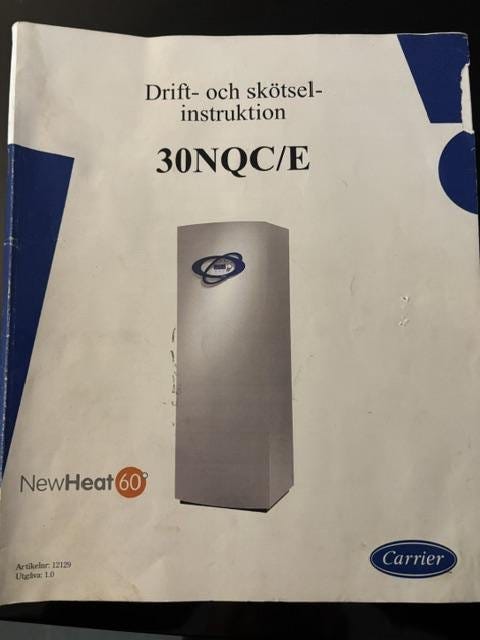 Drift- och skötsel-
instruktion
30NQC/E
NewHeat60°
Artikelnr: 12129
Utgåva: 1.0
Carrier